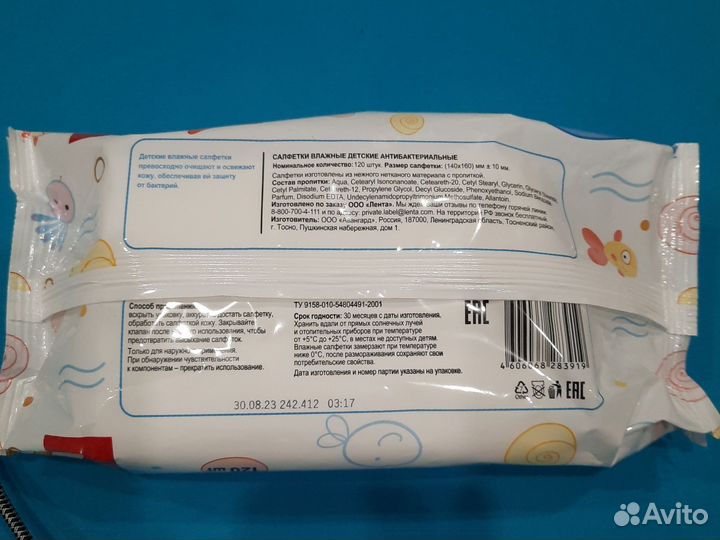 Детские влажные салфетки
превосходно очищают и освежают
кожу, обеспечивая ей защиту
от бактерий.
САЛФЕТКИ ВЛАЖНЫЕ ДЕТСКИЕ АНТИБАКТЕРИАЛЬНЫЕ
Номинальное количество: 120 штук. Размер салфетки: (140x160) мм ± 10 мм.
Салфетки изготовлены из нежного нетканого материала с пропиткой.
Состав пропитки: Aqua, Cetearyl Isononanoate, Ceteareth-20, Cetyl Stearyl, Glycerin, Glyceryl
Cetyl Palmitate, Ceteareth-12, Propylene Glycol, Decyl Glucoside, Phenoxyethanol, Sodium
Parfum, Disodium EDTA, Undecylenamidopropyltrimonium Methosulfate, Allantoin.
Изготовлено по заказу: ООО «Лента». Мы ждем ваши отзывы по телефону горячей линии:
8-800-700-4-111 и по адресу: private.label@lenta.com. На территории РФ звонок бесплатный.
Изготовитель: ООО «Авангард», Россия, 187000, Ленинградская область, Тосненский район,
г. Тосно, Пушкинская набережная, дом 1.
Способ
вскрыть упаковку, аккуратно достать салфетку,
обработать салфеткой кожу. Закрывайте
клапан после использования, чтобы
предотвратить высыхание салфеток.
Только для наружного применения.
При обнаружении чувствительности
к компонентам – прекратить использование.
ТУ 9158-010-54804491-2001
Срок годности: 30 месяцев с даты изготовления.
Хранить вдали от прямых солнечных лучей
и отопительных приборов при температуре
от +5°С до +25°С, в местах не доступных детям.
Влажные салфетки замерзают при температуре
ниже 0°С, после размораживания сохраняют свои
потребительские свойства.
Дата изготовления и номер партии указаны на упаковке.
EAC
4 606068 283919
EAC
30.08.23 242.412 03:17
120 шт
Avito